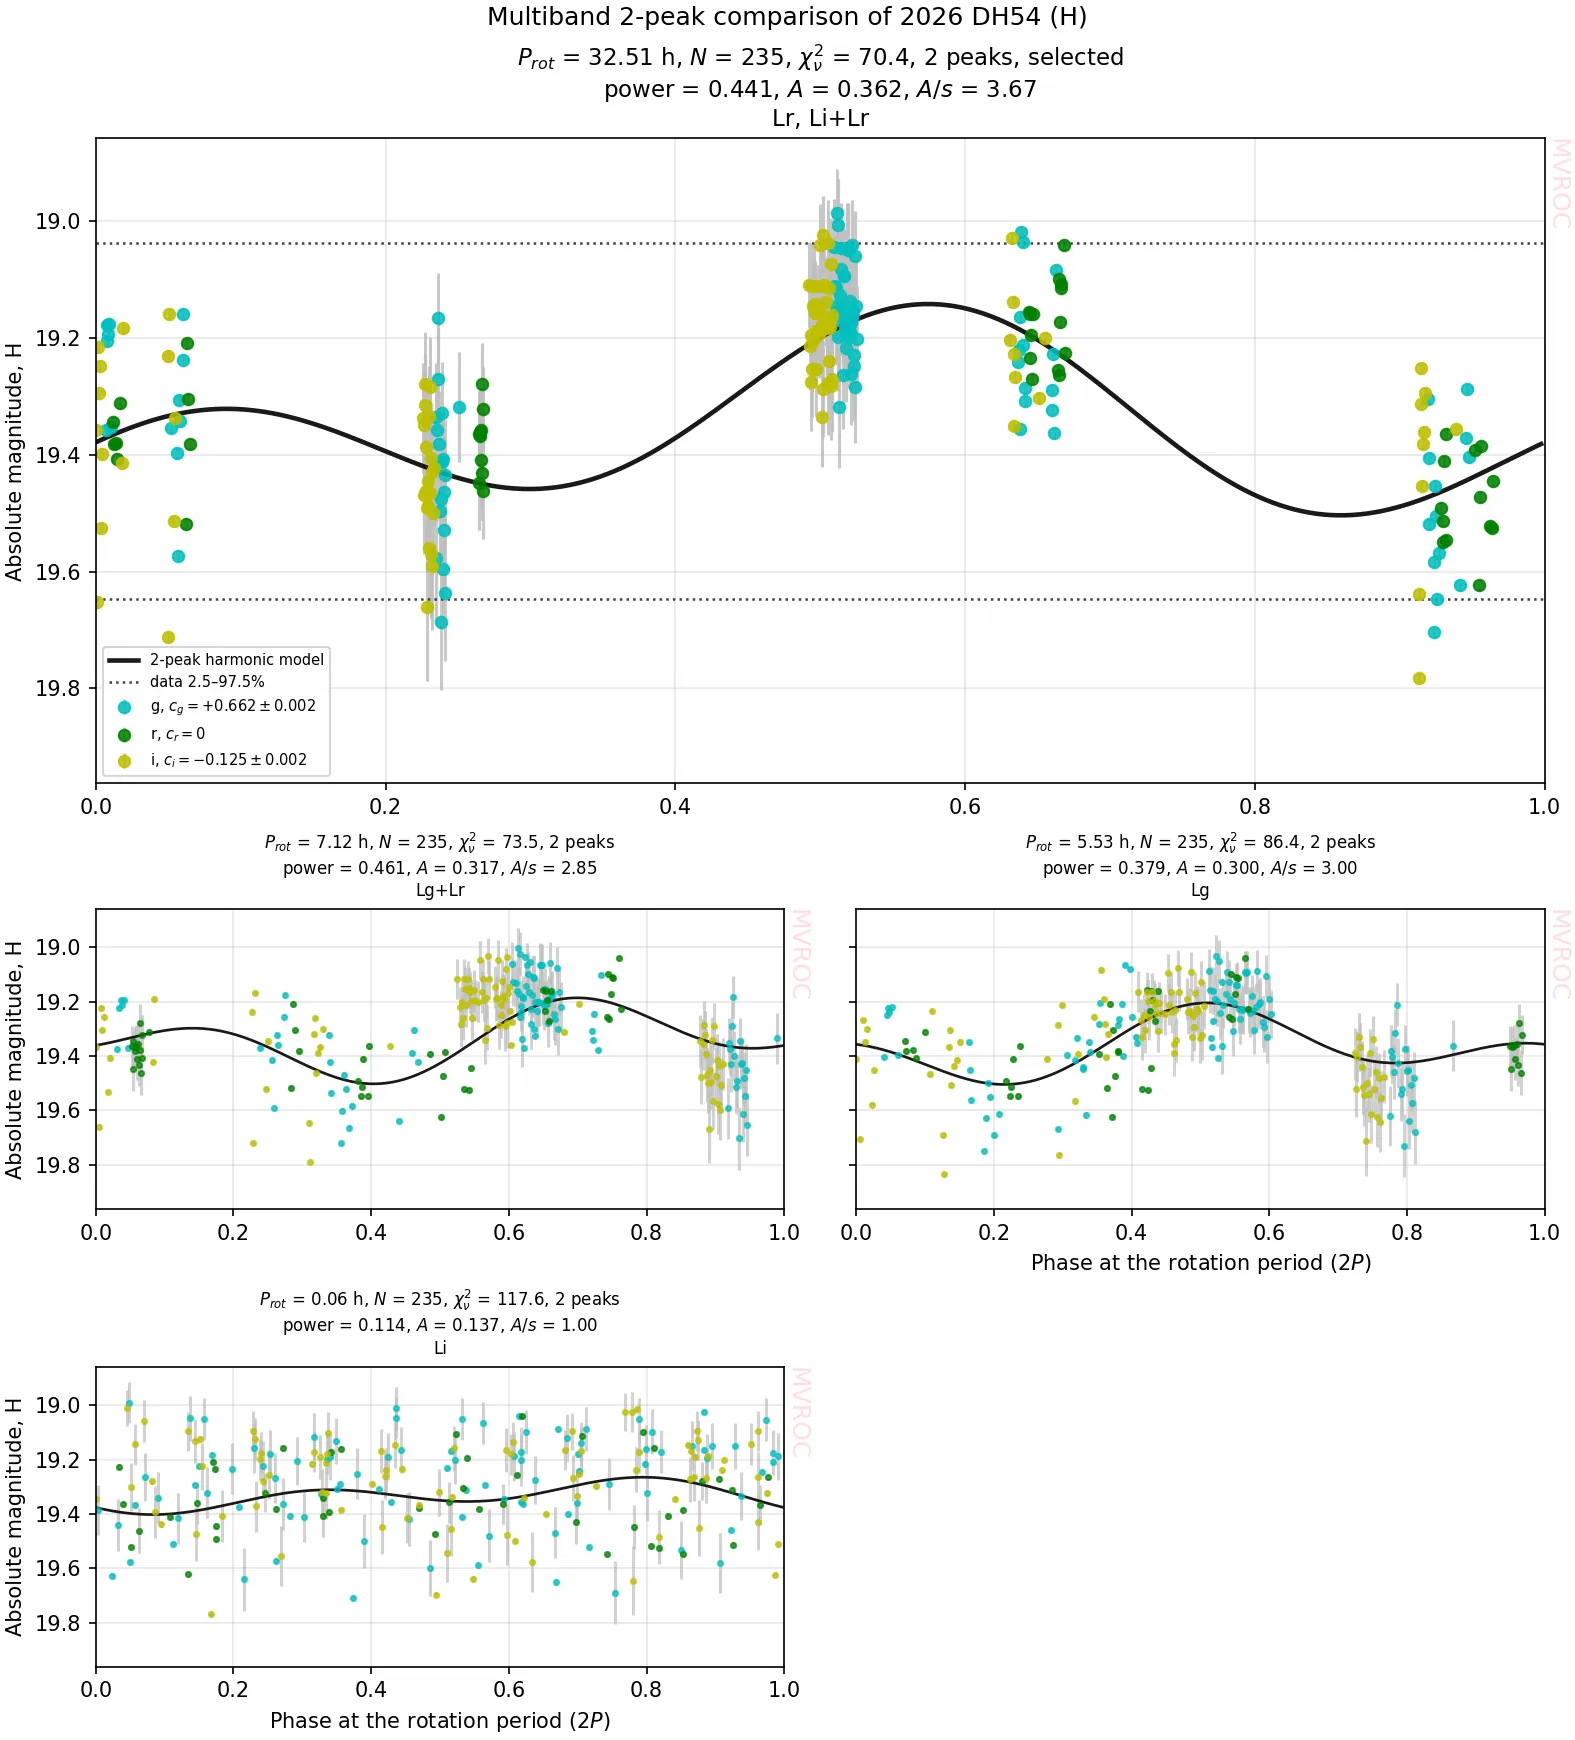 Multiband 2-peak comparison of 2026 DH54 (H)
P_rot = 32.51 h, N = 235, χ²_ν = 70.4, 2 peaks, selected
power = 0.441, A = 0.362, A/s = 3.67
Lr, Li+Lr
MVROC
Absolute magnitude, H
19.0
19.2
19.4
19.6
19.8
2-peak harmonic model
data 2.5–97.5%
g, c_g = +0.662 ± 0.002
r, c_r = 0
i, c_i = −0.125 ± 0.002
0.0 0.2 0.4 0.6 0.8 1.0
P_rot = 7.12 h, N = 235, χ²_ν = 73.5, 2 peaks
power = 0.461, A = 0.317, A/s = 2.85
Lg+Lr
MVROC
Absolute magnitude, H
19.0
19.2
19.4
19.6
19.8
0.0 0.2 0.4 0.6 0.8 1.0
P_rot = 5.53 h, N = 235, χ²_ν = 86.4, 2 peaks
power = 0.379, A = 0.300, A/s = 3.00
Lg
MVROC
0.0 0.2 0.4 0.6 0.8 1.0
Phase at the rotation period (2P)
P_rot = 0.06 h, N = 235, χ²_ν = 117.6, 2 peaks
power = 0.114, A = 0.137, A/s = 1.00
Li
MVROC
Absolute magnitude, H
19.0
19.2
19.4
19.6
19.8
0.0 0.2 0.4 0.6 0.8 1.0
Phase at the rotation period (2P)